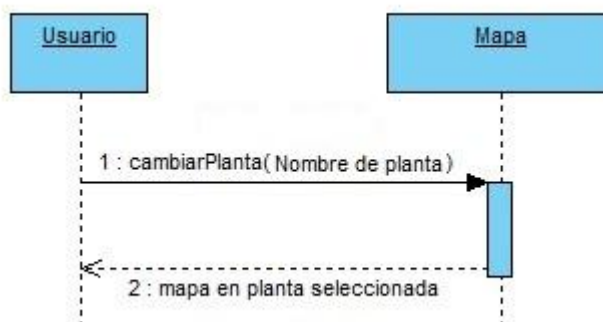 Usuario
Mapa
1 : cambiarPlanta( Nombre de planta)
2 : mapa en planta seleccionada